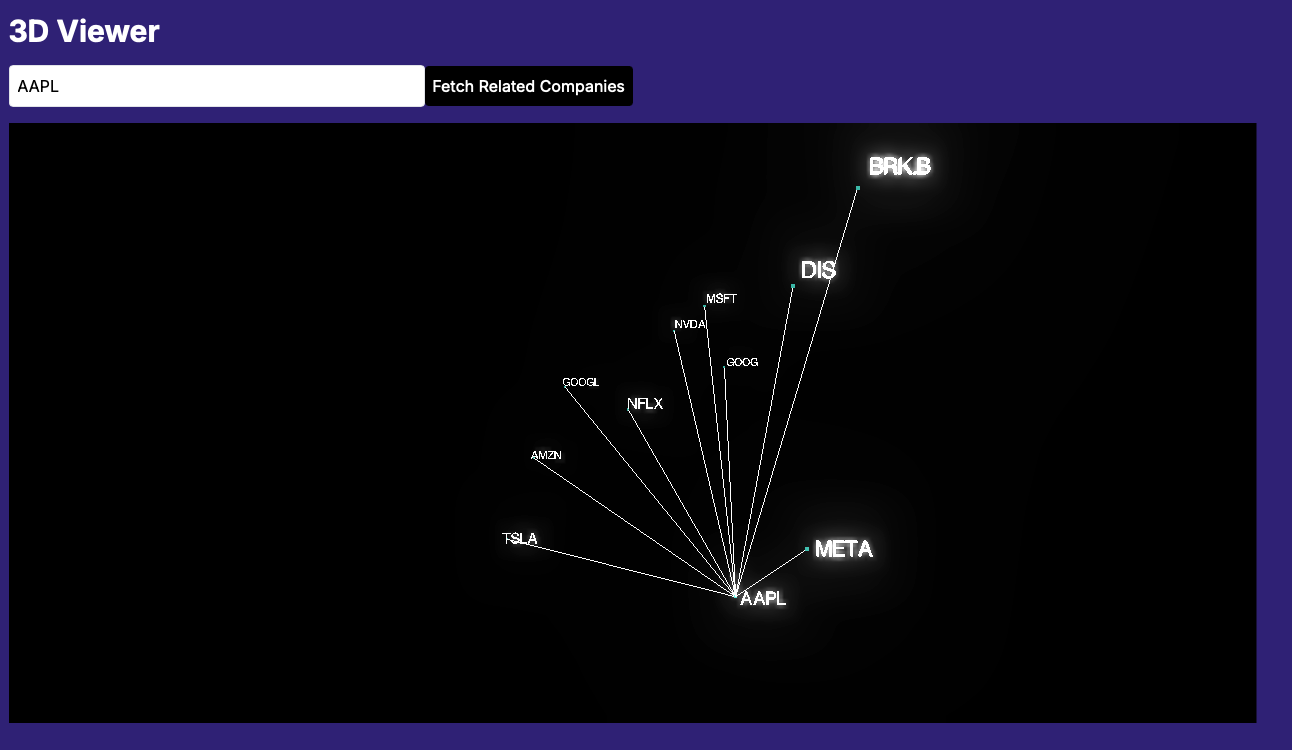 3D Viewer
AAPL
Fetch Related Companies
BRK.B
DIS
MSFT
NVDA
GOOG
GOOGL
NFLX
AMZN
TSLA
META
AAPL